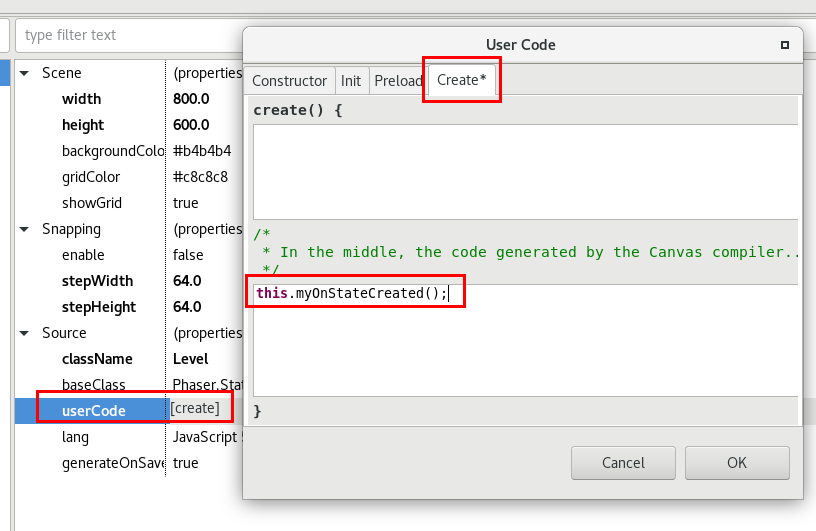 type filter text
Scene (properties
width 800.0
height 600.0
backgroundColo #b4b4b4
gridColor #c8c8c8
showGrid true
Snapping (properties
enable false
stepWidth 64.0
stepHeight 64.0
Source (properties
className Level
baseClass Phaser.Stat
userCode [create]
lang JavaScript 5
generateOnSave true
User Code
Constructor Init Preload Create*
create() {
/*
* In the middle, the code generated by the Canvas compiler..
*/
this.myOnStateCreated();
}
Cancel OK